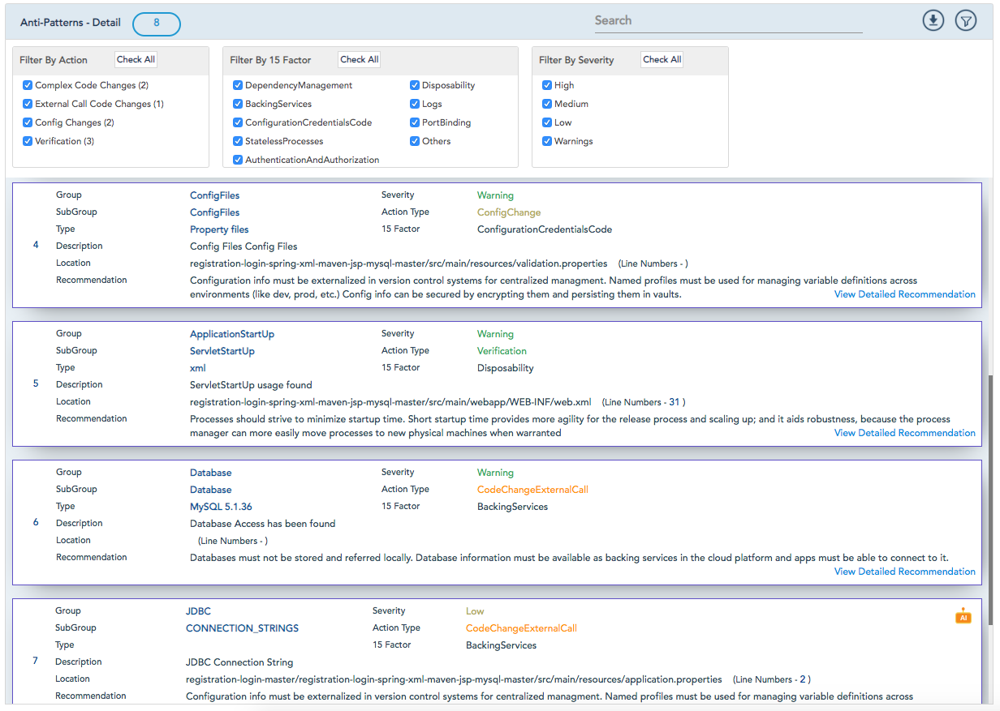 Anti-Patterns - Detail 8 Search
Filter By Action Check All
Complex Code Changes (2)
External Call Code Changes (1)
Config Changes (2)
Verification (3)
Filter By 15 Factor Check All
DependencyManagement Disposability
BackingServices Logs
ConfigurationCredentialsCode PortBinding
StatelessProcesses Others
AuthenticationAndAuthorization
Filter By Severity Check All
High
Medium
Low
Warnings
4
Group ConfigFiles Severity Warning
SubGroup ConfigFiles Action Type ConfigChange
Type Property files 15 Factor ConfigurationCredentialsCode
Description Config Files Config Files
Location registration-login-spring-xml-maven-jsp-mysql-master/src/main/resources/validation.properties (Line Numbers - )
Recommendation Configuration info must be externalized in version control systems for centralized managment. Named profiles must be used for managing variable definitions across
environments (like dev, prod, etc.) Config info can be secured by encrypting them and persisting them in vaults. View Detailed Recommendation
5
Group ApplicationStartUp Severity Warning
SubGroup ServletStartUp Action Type Verification
Type xml 15 Factor Disposability
Description ServletStartUp usage found
Location registration-login-spring-xml-maven-jsp-mysql-master/src/main/webapp/WEB-INF/web.xml (Line Numbers - 31 )
Recommendation Processes should strive to minimize startup time. Short startup time provides more agility for the release process and scaling up; and it aids robustness, because the process
manager can more easily move processes to new physical machines when warranted View Detailed Recommendation
6
Group Database Severity Warning
SubGroup Database Action Type CodeChangeExternalCall
Type MySQL 5.1.36 15 Factor BackingServices
Description Database Access has been found
Location (Line Numbers - )
Recommendation Databases must not be stored and referred locally. Database information must be available as backing services in the cloud platform and apps must be able to connect to it.
View Detailed Recommendation
7
Group JDBC Severity Low AI
SubGroup CONNECTION_STRINGS Action Type CodeChangeExternalCall
Type 15 Factor BackingServices
Description JDBC Connection String
Location registration-login-master/registration-login-spring-xml-maven-jsp-mysql-master/src/main/resources/application.properties (Line Numbers - 2 )
Recommendation Configuration info must be externalized in version control systems for centralized managment. Named profiles must be used for managing variable definitions across